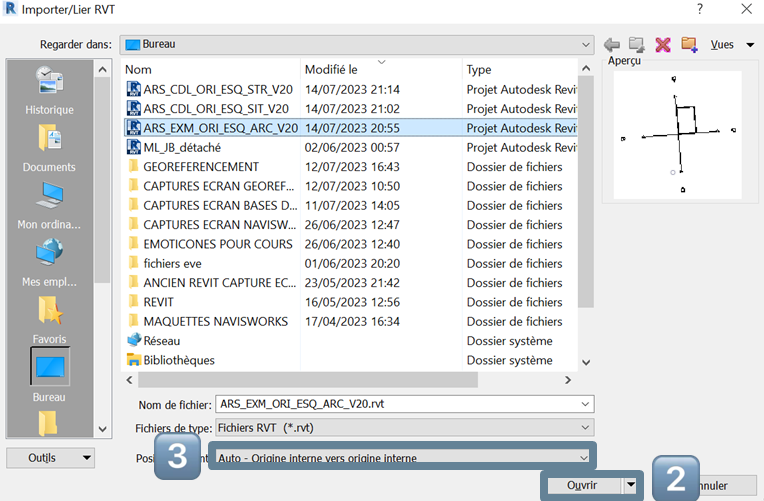 Importer/Lier RVT
Regarder dans: Bureau Vues
Aperçu
Nom Modifié le Type
ARS_CDL_ORI_ESQ_STR_V20 14/07/2023 21:14 Projet Autodesk Revit
ARS_CDL_ORI_ESQ_SIT_V20 14/07/2023 21:02 Projet Autodesk Revit
ARS_EXM_ORI_ESQ_ARC_V20 14/07/2023 20:55 Projet Autodesk Revit
ML_JB_détaché 02/06/2023 00:57 Projet Autodesk Revit
GEOREFERENCEMENT 12/07/2023 16:43 Dossier de fichiers
CAPTURES ECRAN GEOREF... 12/07/2023 10:50 Dossier de fichiers
CAPTURES ECRAN BASES D... 11/07/2023 14:05 Dossier de fichiers
CAPTURES ECRAN NAVISW... 26/06/2023 12:47 Dossier de fichiers
EMOTICONES POUR COURS 26/06/2023 12:40 Dossier de fichiers
fichiers eve 01/06/2023 20:20 Dossier de fichiers
ANCIEN REVIT CAPTURE EC... 23/05/2023 21:42 Dossier de fichiers
REVIT 16/05/2023 12:56 Dossier de fichiers
MAQUETTES NAVISWORKS 17/04/2023 16:34 Dossier de fichiers
Réseau Dossier système
Bibliothèques Dossier système
Historique
Documents
Mon ordina...
Mes empl...
Favoris
Bureau
Nom de fichier: ARS_EXM_ORI_ESQ_ARC_V20.rvt
Fichiers de type: Fichiers RVT (*.rvt)
Posi 3 nt Auto - Origine interne vers origine interne
Outils Ouvrir 2 nnuler